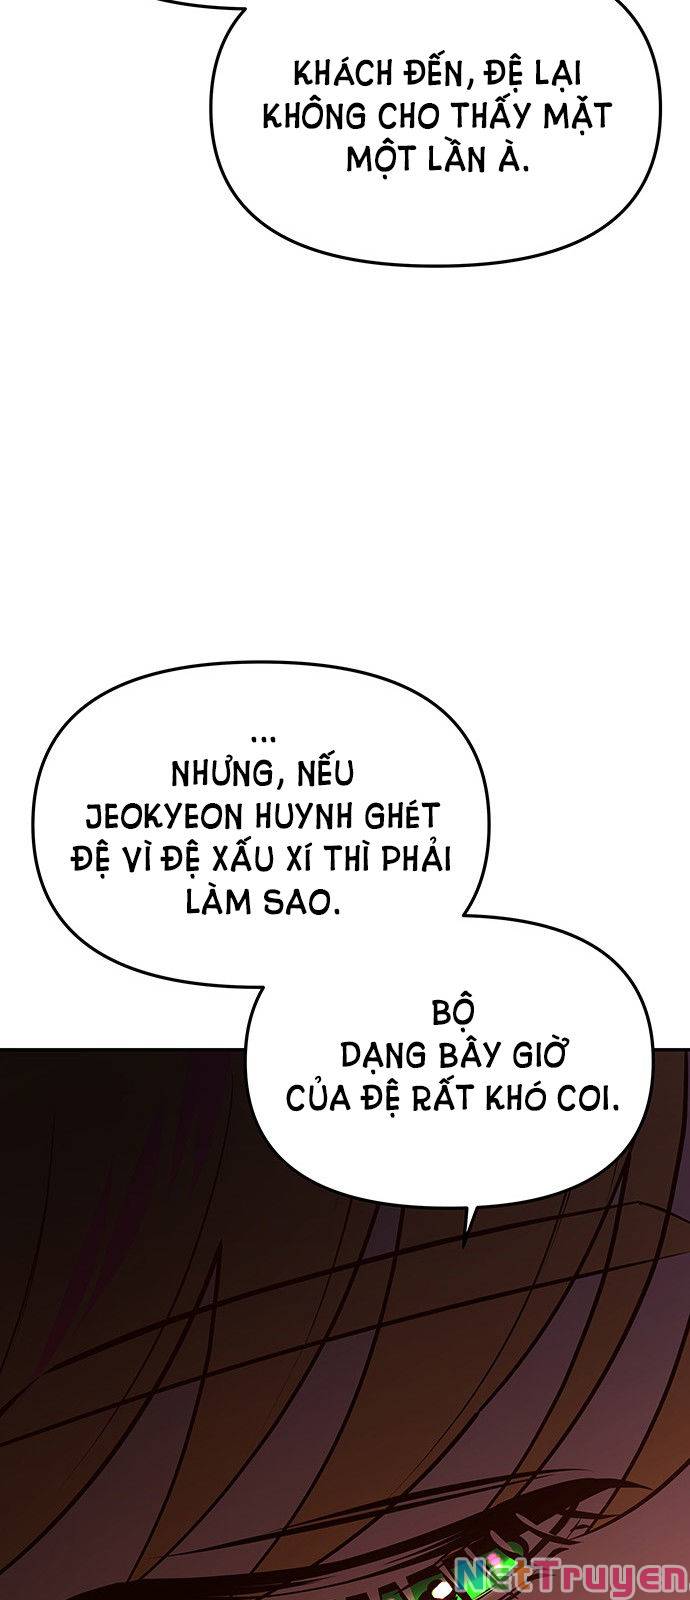 KHÁCH ĐẾN, ĐỆ LẠI
KHÔNG CHO THẤY MẶT
MỘT LẦN À.
...
NHƯNG, NẾU
JEOKYEON HUYNH GHÉT
ĐỆ VÌ ĐỆ XẤU XÍ THÌ PHẢI
LÀM SAO.
BỘ
DẠNG BÂY GIỜ
CỦA ĐỆ RẤT KHÓ COI.
NetTruyen